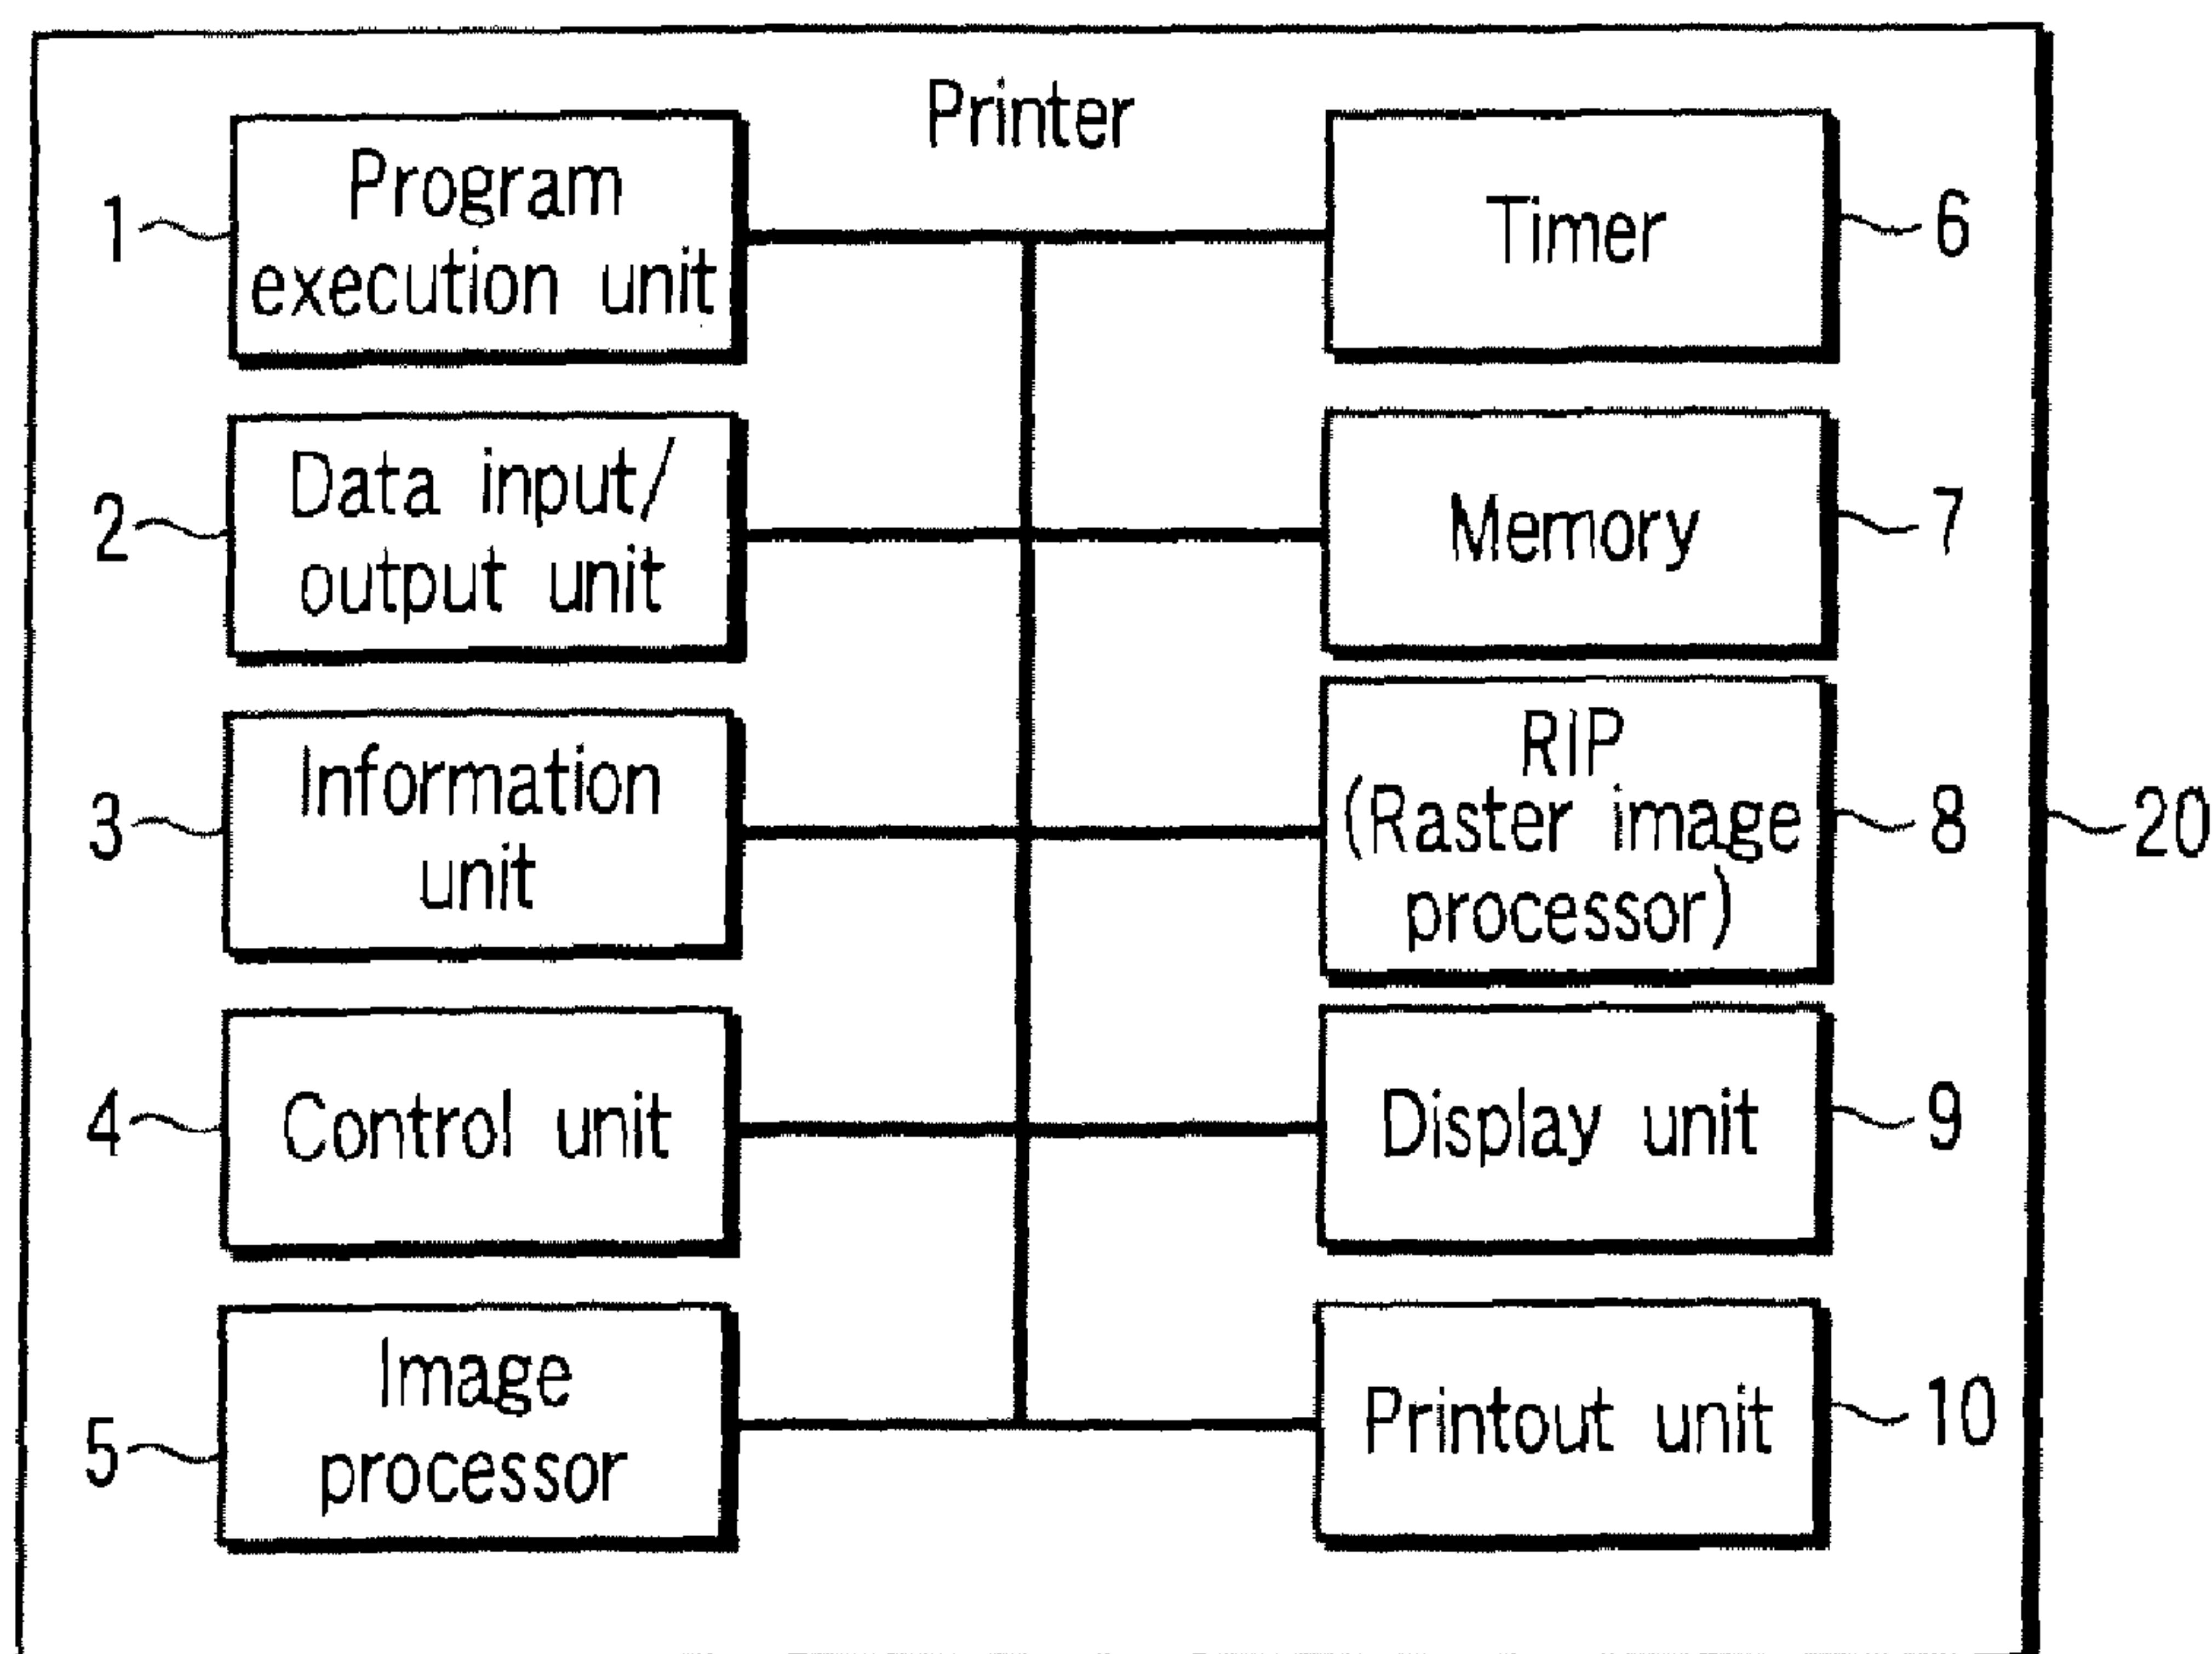 Printer
1
Program
execution unit
2
Data input/
output unit
3
Information
unit
4
Control unit
5
Image
processor
Timer
6
Memory
7
RIP
(Raster image
processor)
8
Display unit
9
Printout unit
10
20